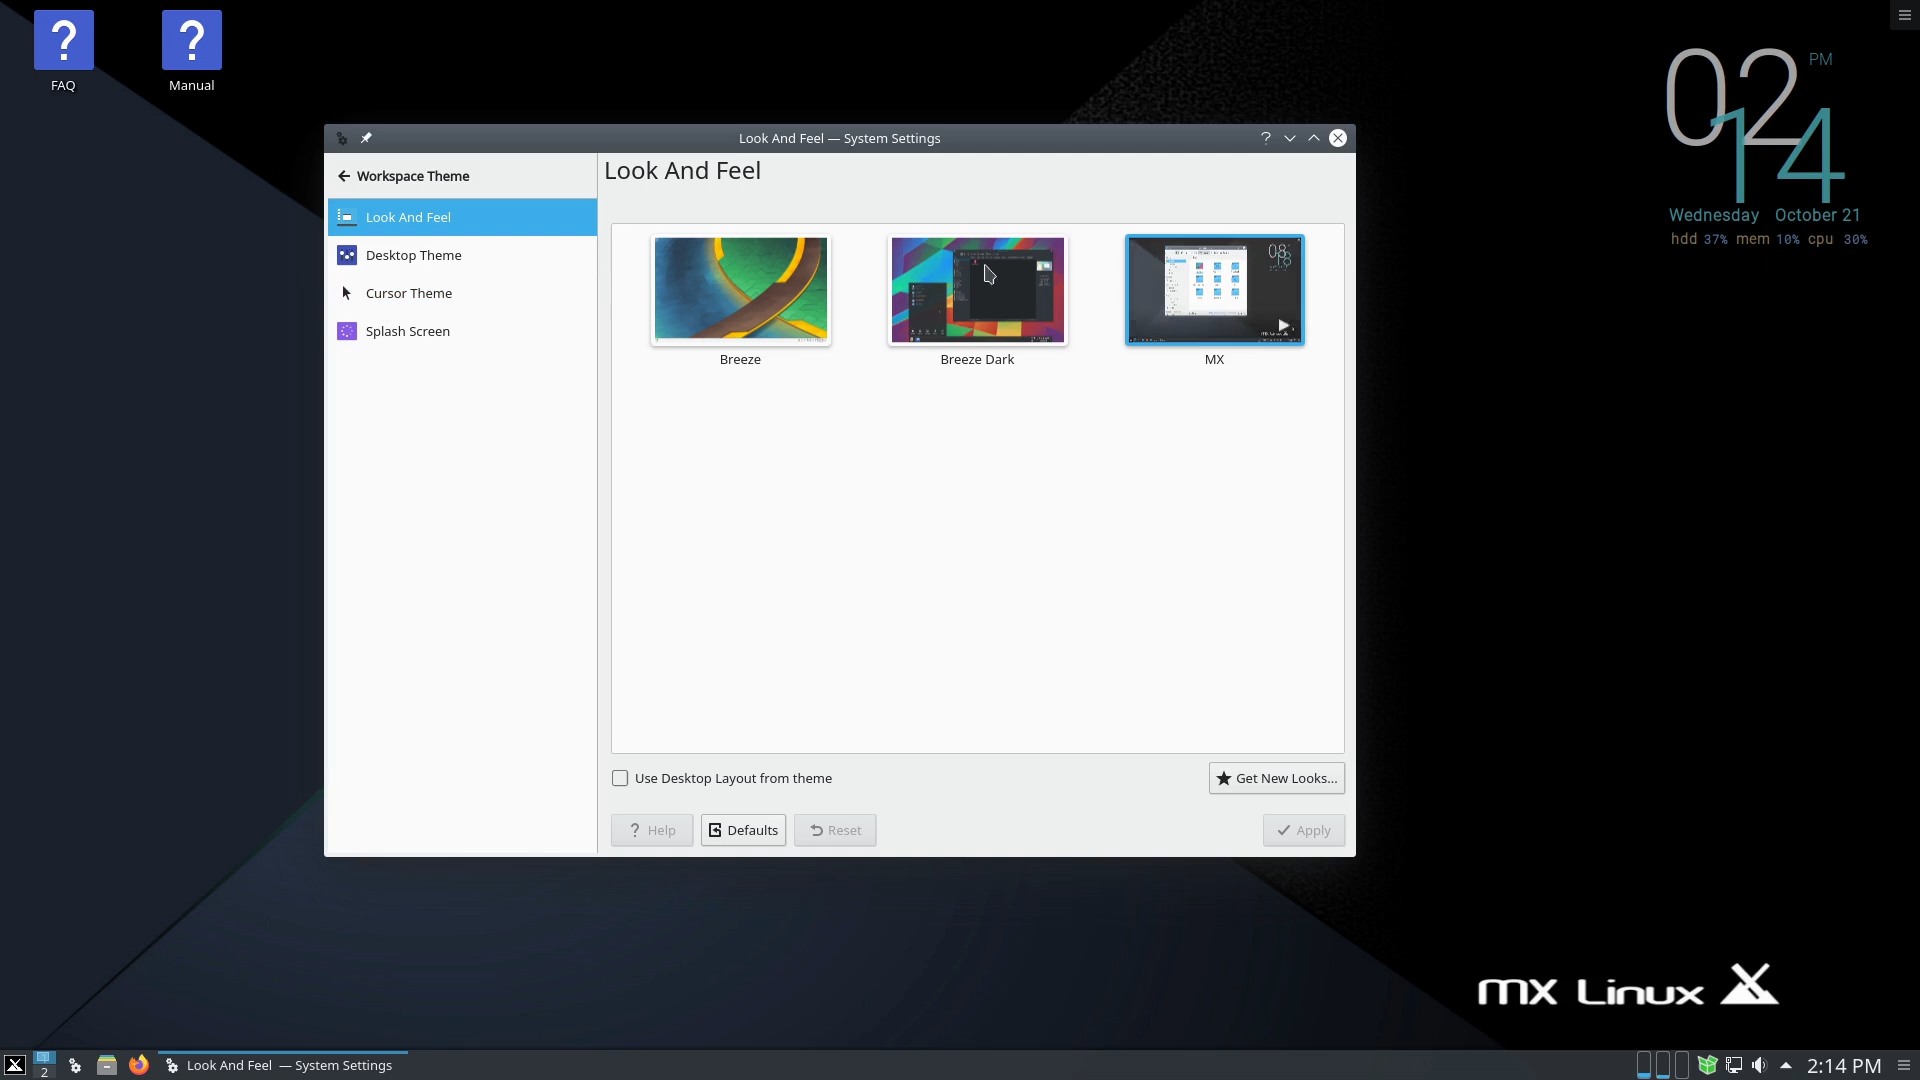 FAQ
Manual
02 PM
14
Wednesday October 21
hdd 37% mem 10% cpu 30%
Look And Feel — System Settings
Workspace Theme
Look And Feel
Desktop Theme
Cursor Theme
Splash Screen
Look And Feel
Breeze
Breeze Dark
MX
Use Desktop Layout from theme
Get New Looks...
? Help
Defaults
Reset
Apply
mx Linux
2
Look And Feel — System Settings
2:14 PM